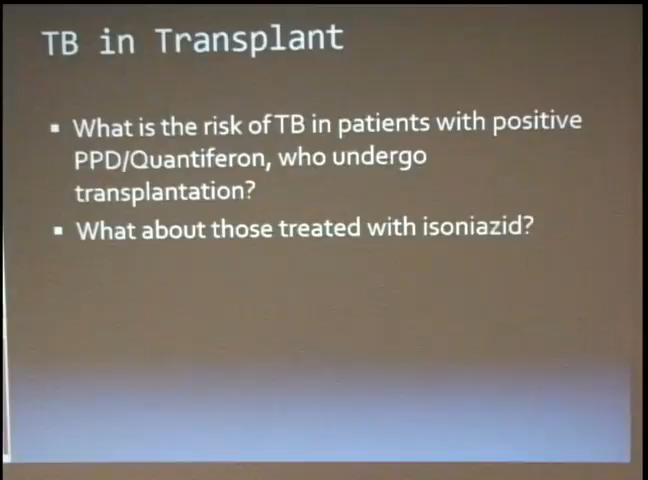 TB in Transplant
▪ What is the risk of TB in patients with positive
PPD/Quantiferon, who undergo
transplantation?
▪ What about those treated with isoniazid?